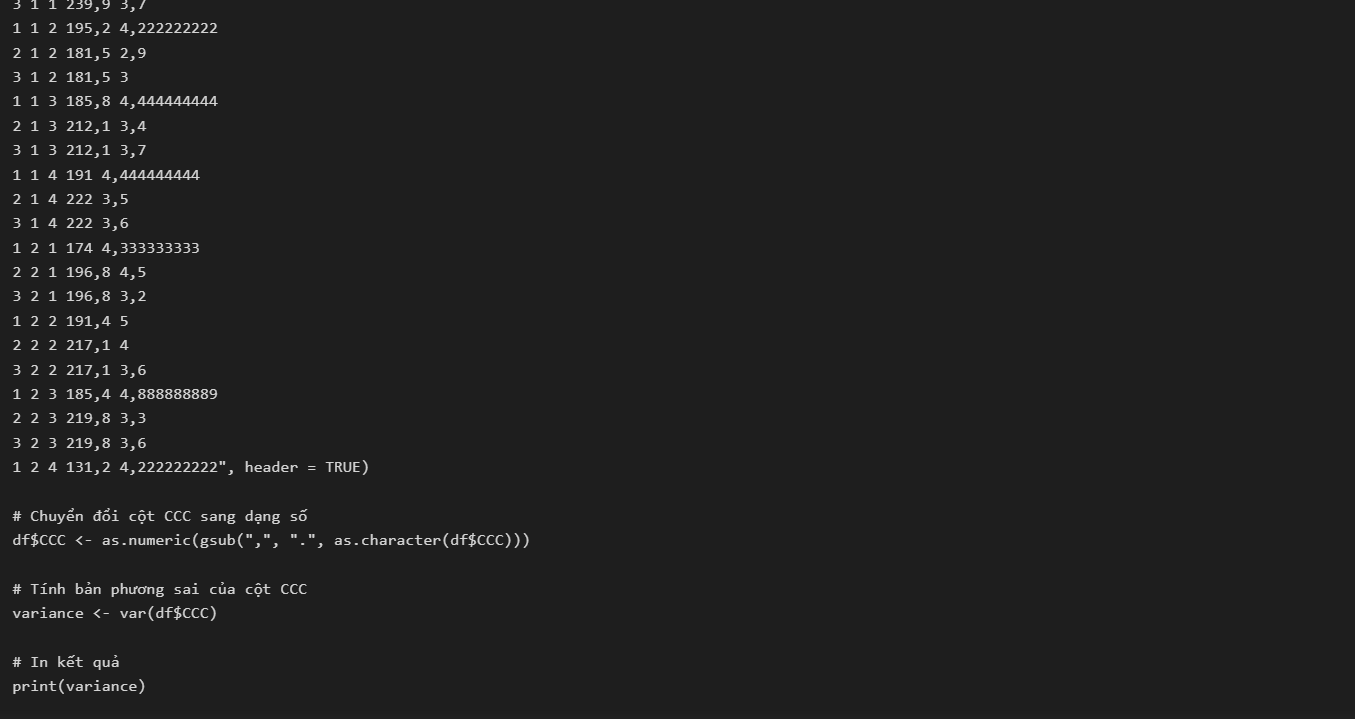 3 1 1 239,9 3,7
1 1 2 195,2 4,222222222
2 1 2 181,5 2,9
3 1 2 181,5 3
1 1 3 185,8 4,444444444
2 1 3 212,1 3,4
3 1 3 212,1 3,7
1 1 4 191 4,444444444
2 1 4 222 3,5
3 1 4 222 3,6
1 2 1 174 4,333333333
2 2 1 196,8 4,5
3 2 1 196,8 3,2
1 2 2 191,4 5
2 2 2 217,1 4
3 2 2 217,1 3,6
1 2 3 185,4 4,888888889
2 2 3 219,8 3,3
3 2 3 219,8 3,6
1 2 4 131,2 4,222222222", header = TRUE)
# Chuyển đổi cột CCC sang dạng số
df$CCC <- as.numeric(gsub(",", ".", as.character(df$CCC)))
# Tính bản phương sai của cột CCC
variance <- var(df$CCC)
# In kết quả
print(variance)